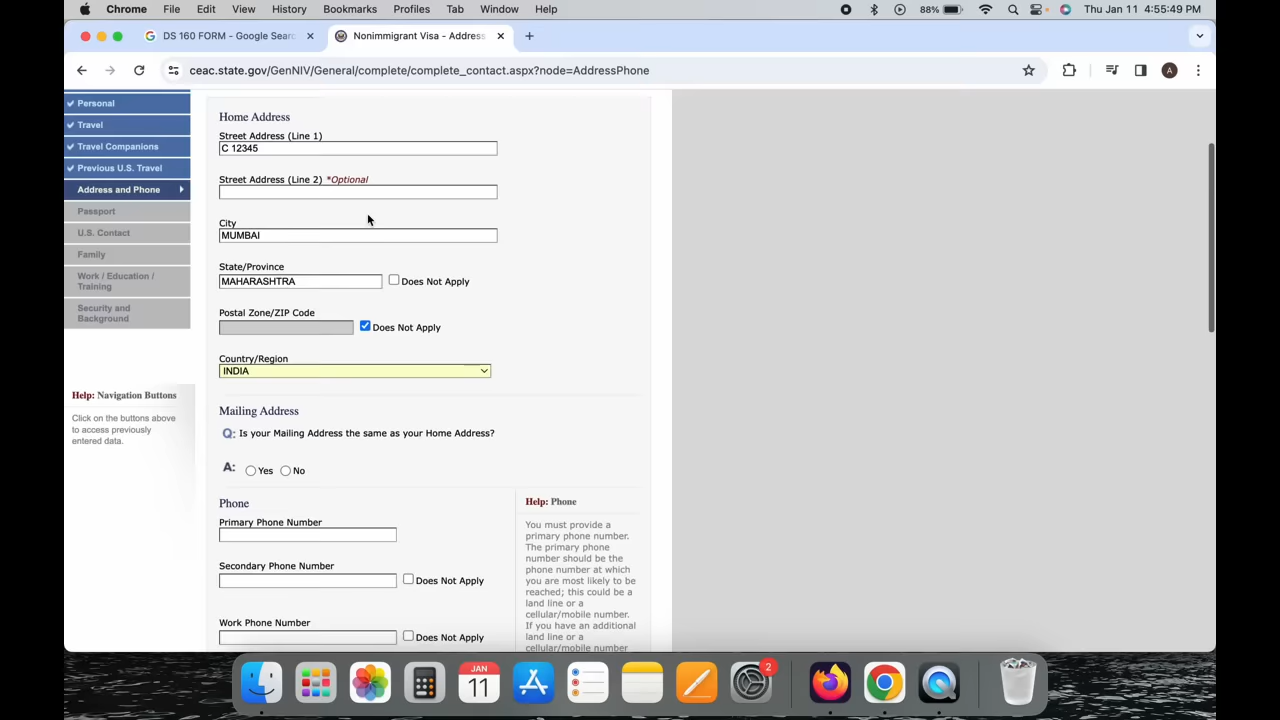 Chrome File Edit View History Bookmarks Profiles Tab Window Help 88% Thu Jan 11 4:55:49 PM
DS 160 FORM - Google Sear
Nonimmigrant Visa - Address
ceac.state.gov/GenNIV/General/complete/complete_contact.aspx?node=AddressPhone
A
Personal
Travel
Travel Companions
Previous U.S. Travel
Address and Phone
Passport
U.S. Contact
Family
Work / Education /
Training
Security and
Background
Help: Navigation Buttons
Click on the buttons above
to access previously
entered data.
Home Address
Street Address (Line 1)
C 12345
Street Address (Line 2) *Optional
City
MUMBAI
State/Province
MAHARASHTRA Does Not Apply
Postal Zone/ZIP Code
Does Not Apply
Country/Region
INDIA
Mailing Address
Q: Is your Mailing Address the same as your Home Address?
A: Yes No
Phone
Primary Phone Number
Secondary Phone Number
Does Not Apply
Work Phone Number
Does Not Apply
Help: Phone
You must provide a
primary phone number.
The primary phone
number should be the
phone number at which
you are most likely to be
reached; this could be a
land line or a
cellular/mobile number.
If you have an additional
land line or a
cellular/mobile number
JAN
11
2